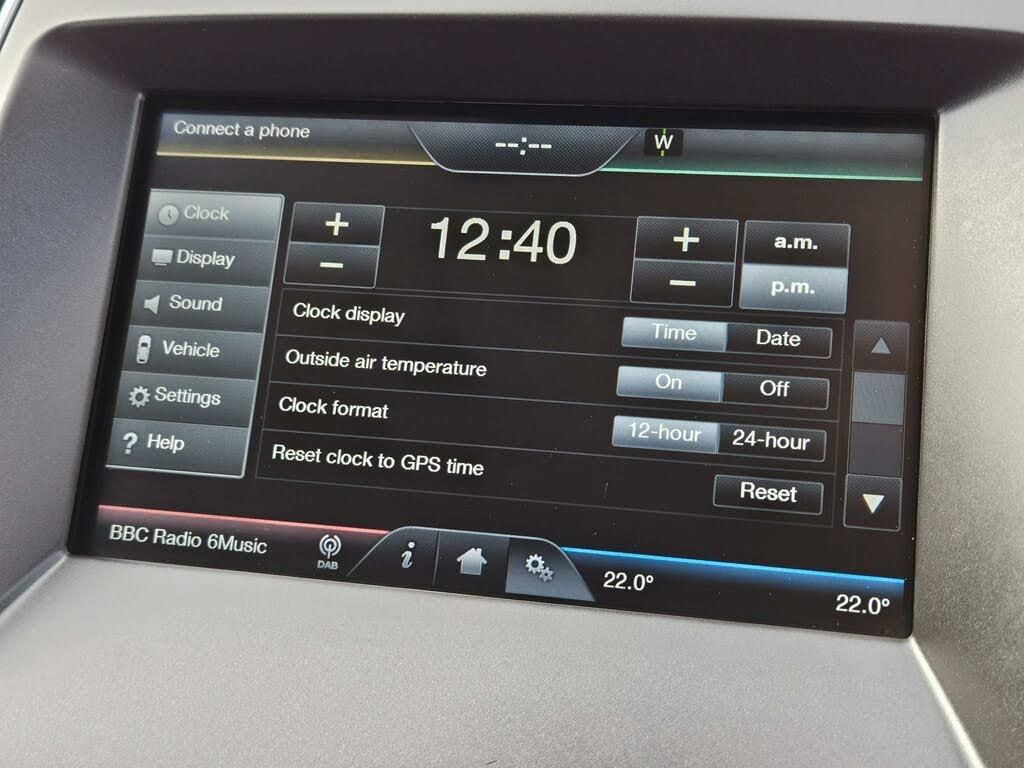 Connect a phone
--:--
W
Clock
Display
Sound
Vehicle
Settings
? Help
+
−
12:40
+
−
a.m.
p.m.
Clock display
Time
Date
Outside air temperature
On
Off
Clock format
12-hour
24-hour
Reset clock to GPS time
Reset
BBC Radio 6Music
DAB
i
22.0°
22.0°